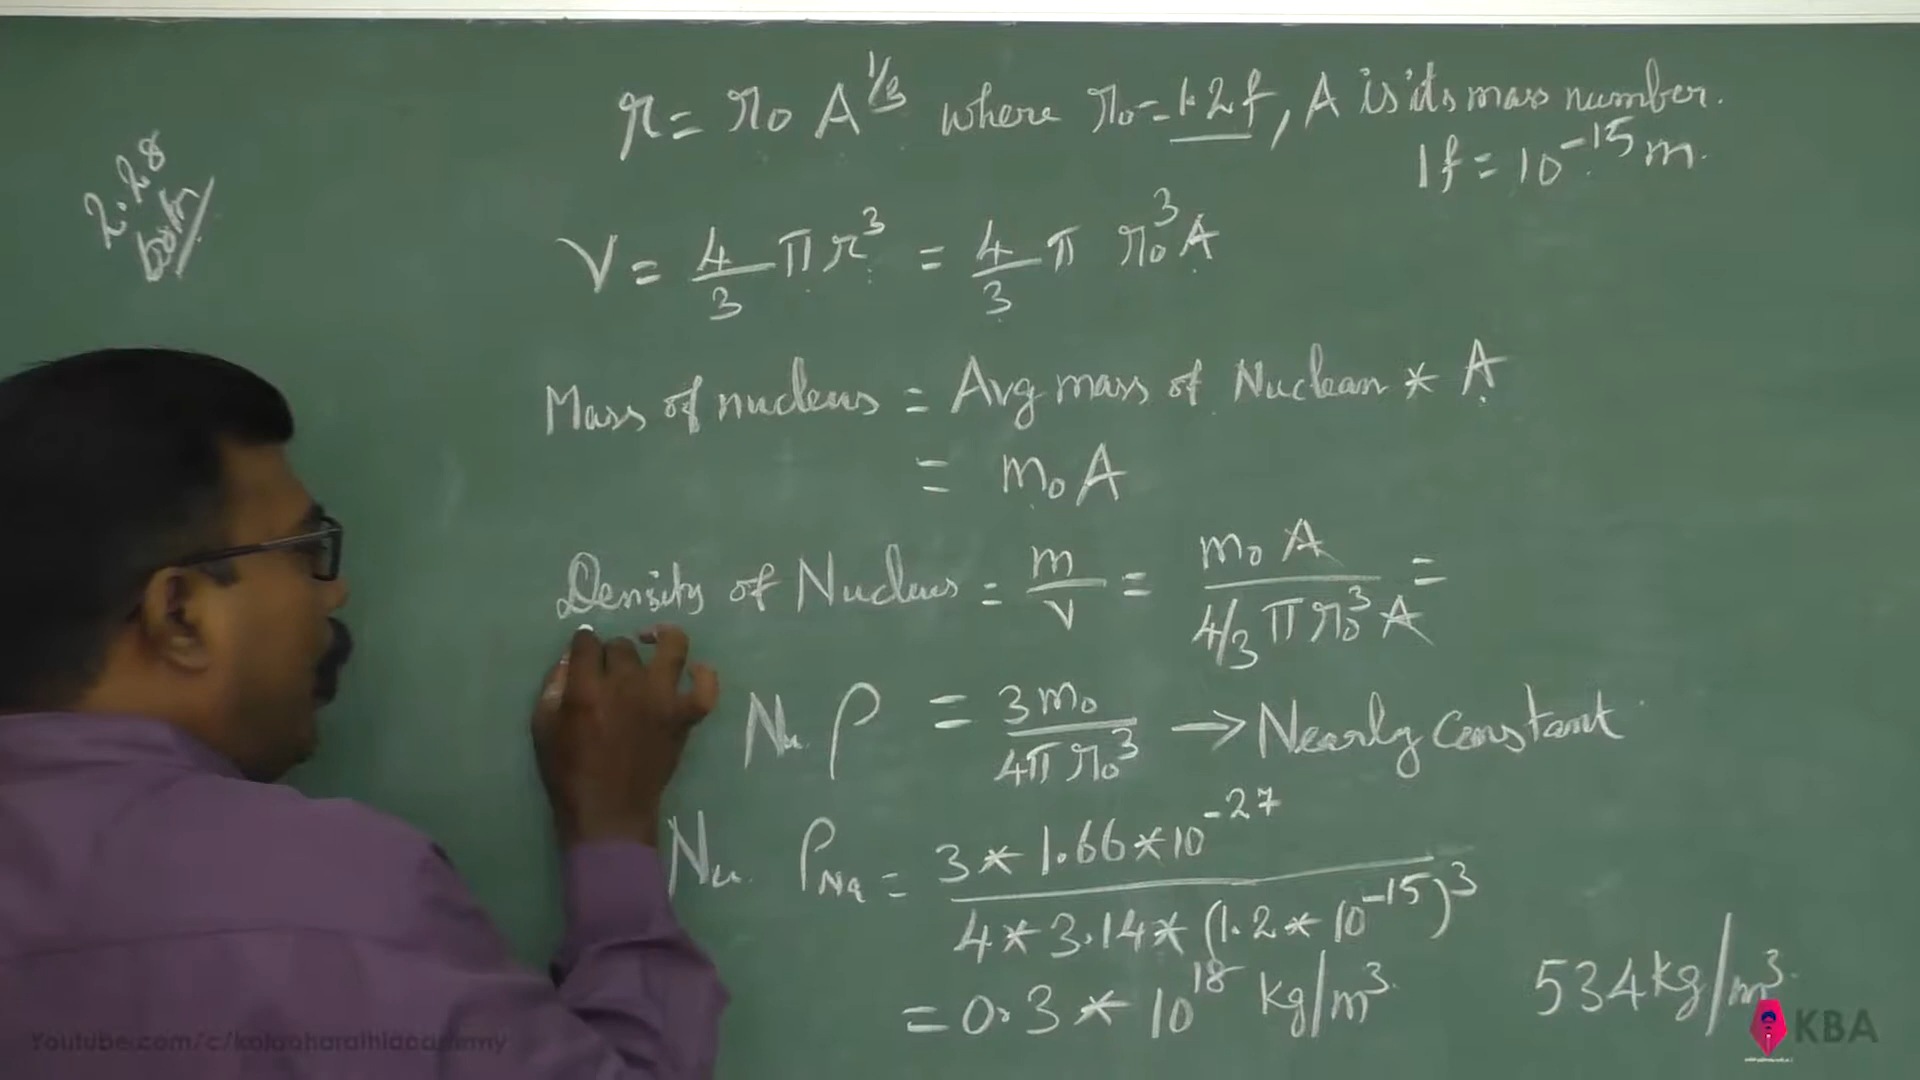 r = r₀ A^1/3 where r₀ = 1.2 f, A is its mass number.
1f = 10^-15 m.
2.28
V = 4/3 π r³ = 4/3 π r₀³ A
Mass of nucleus = Avg mass of Nuclean * A
= m₀ A
Density of Nucleus = m/V = m₀ A / 4/3 π r₀³ A =
Nu. ρ = 3m₀ / 4π r₀³ → Nearly constant
Nu. ρ_Na = 3 * 1.66 * 10^-27 / 4 * 3.14 * (1.2 * 10^-15)³
= 0.3 * 10^18 kg/m³
534 kg/m³.
KBA